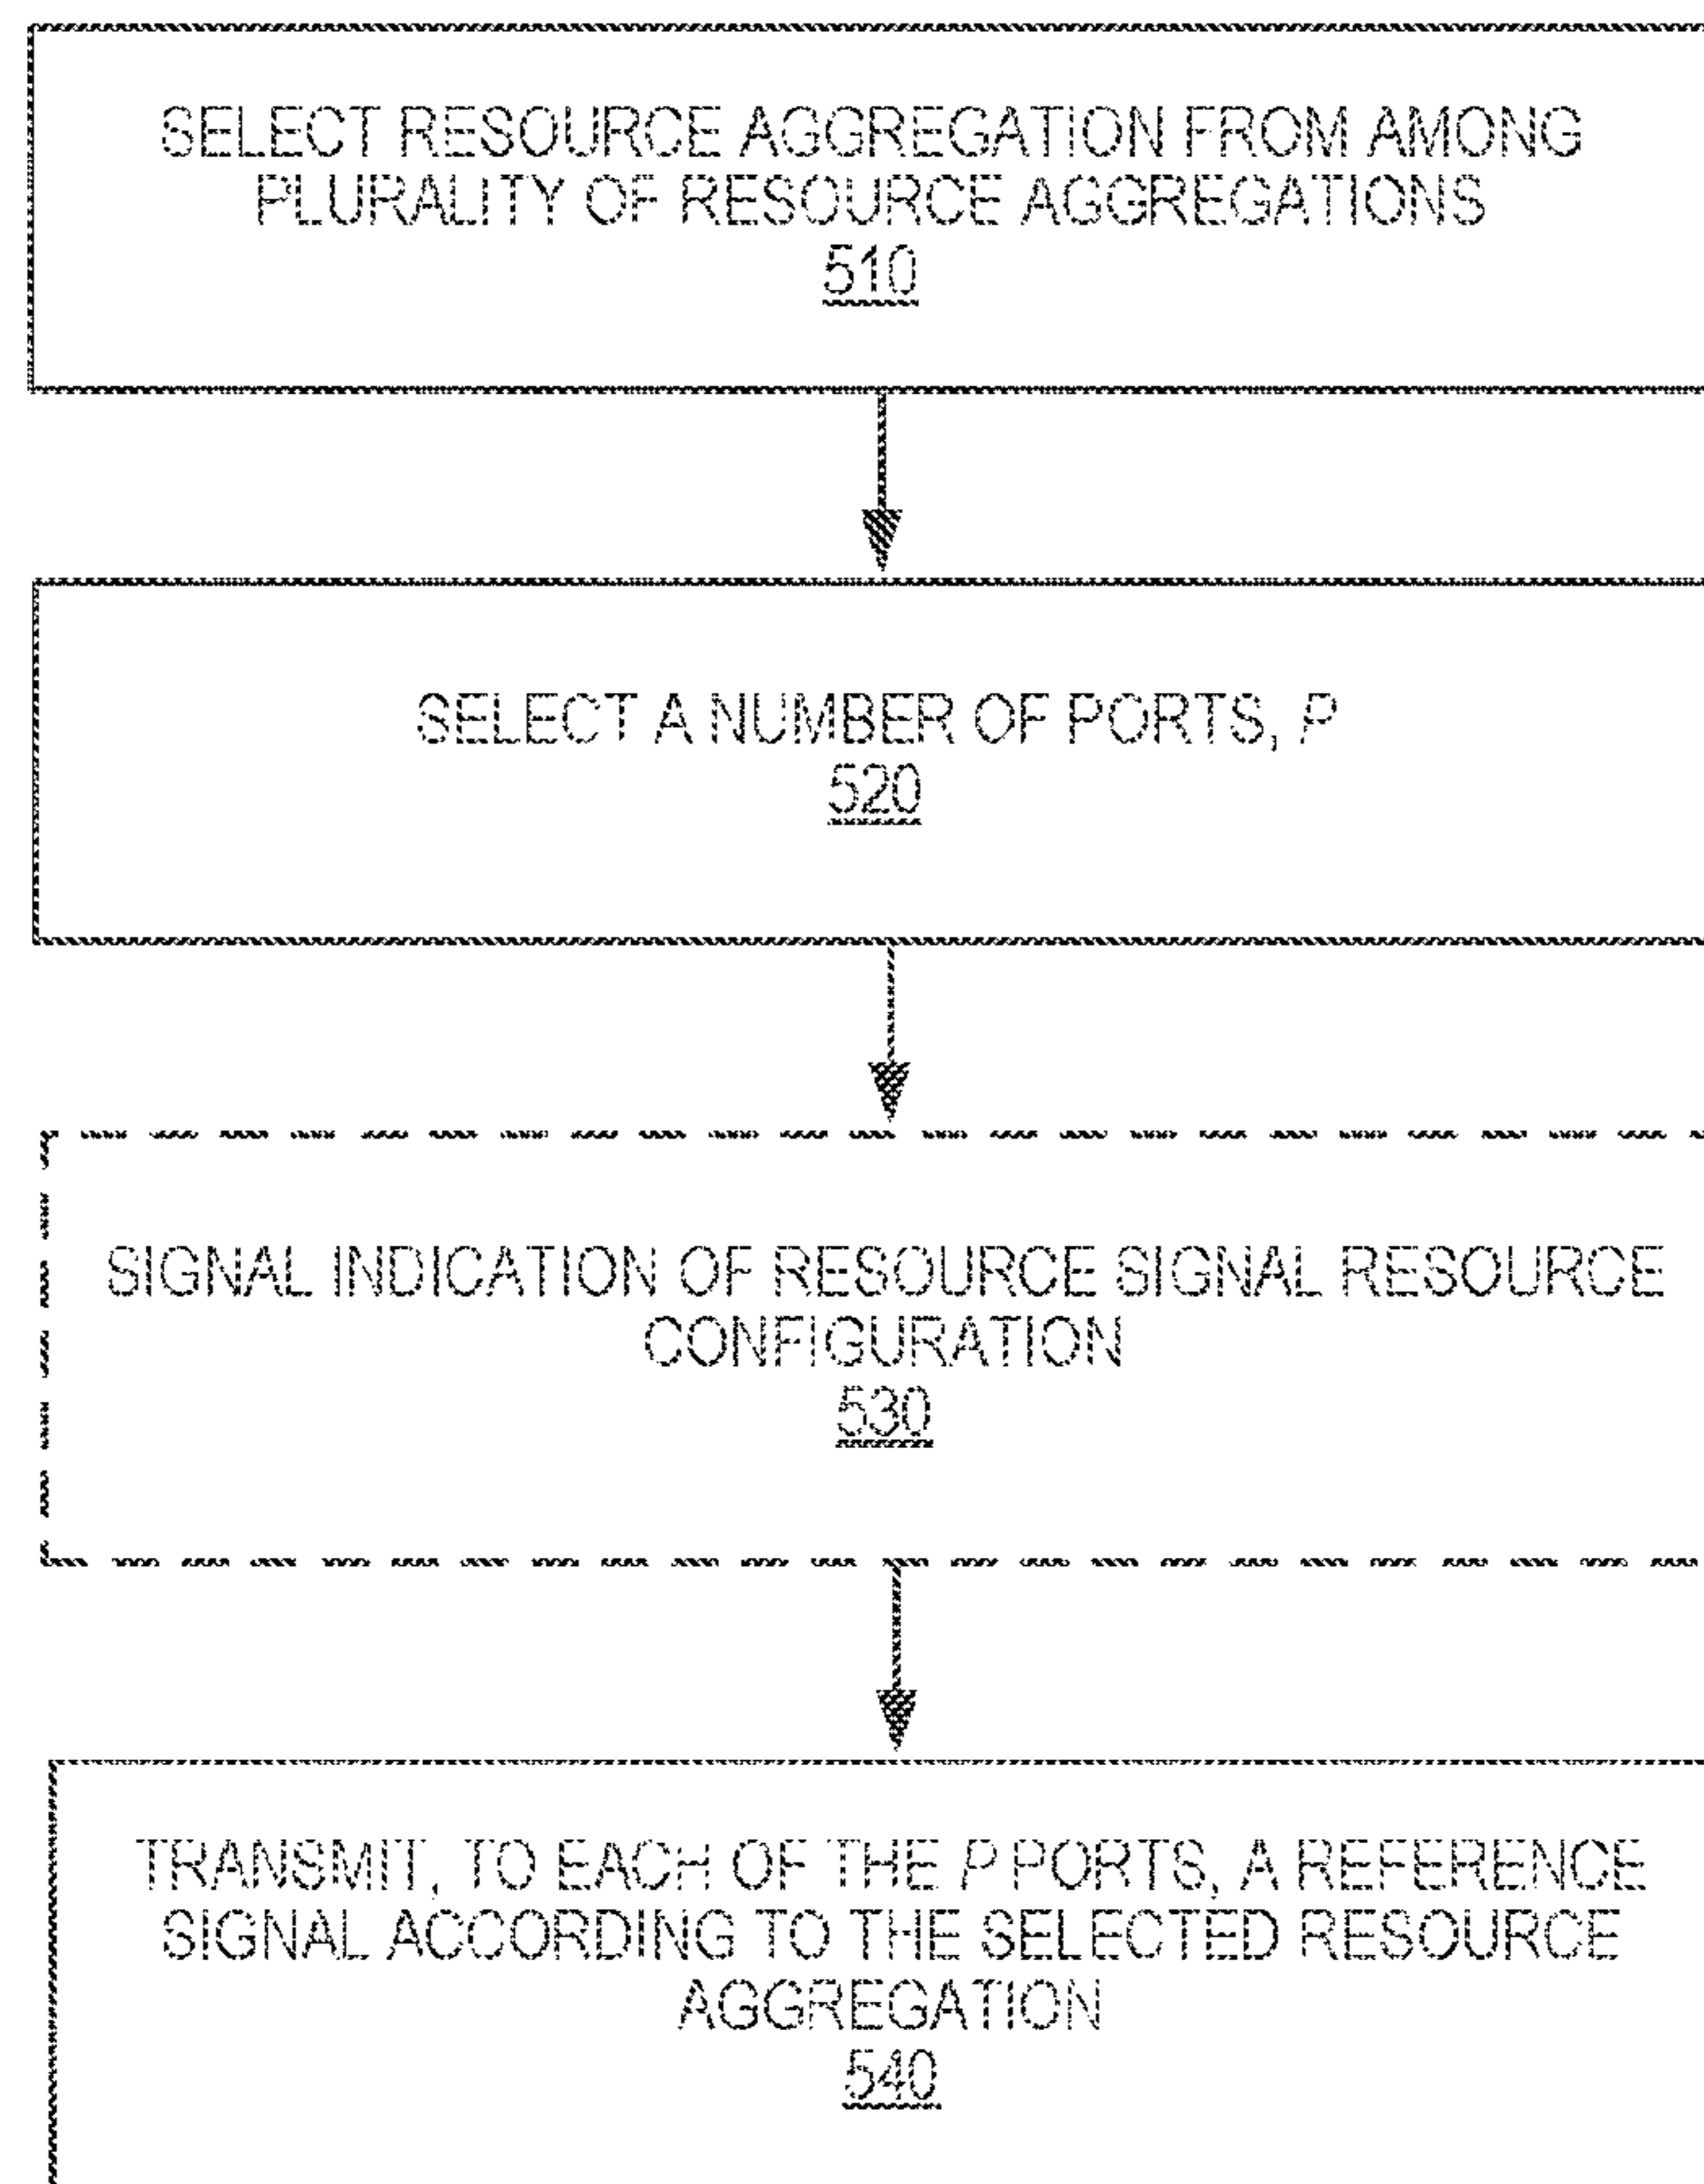 SELECT RESOURCE AGGREGATION FROM AMONG
PLURALITY OF RESOURCE AGGREGATIONS
510
SELECT A NUMBER OF PORTS, P
520
SIGNAL INDICATION OF RESOURCE SIGNAL RESOURCE
CONFIGURATION
530
TRANSMIT, TO EACH OF THE P PORTS, A REFERENCE
SIGNAL ACCORDING TO THE SELECTED RESOURCE
AGGREGATION
540